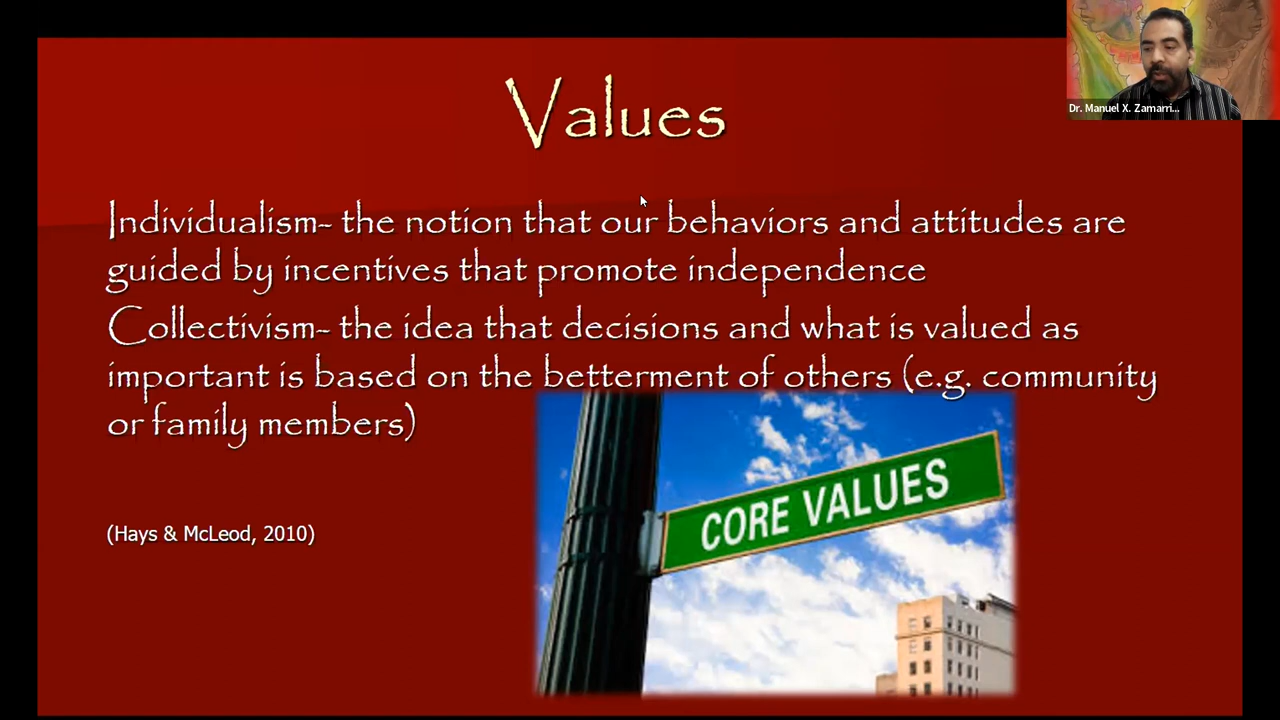 Values
Dr. Manuel X. Zamarri...
Individualism- the notion that our behaviors and attitudes are
guided by incentives that promote independence
Collectivism- the idea that decisions and what is valued as
important is based on the betterment of others (e.g. community
or family members)
CORE VALUES
(Hays & McLeod, 2010)